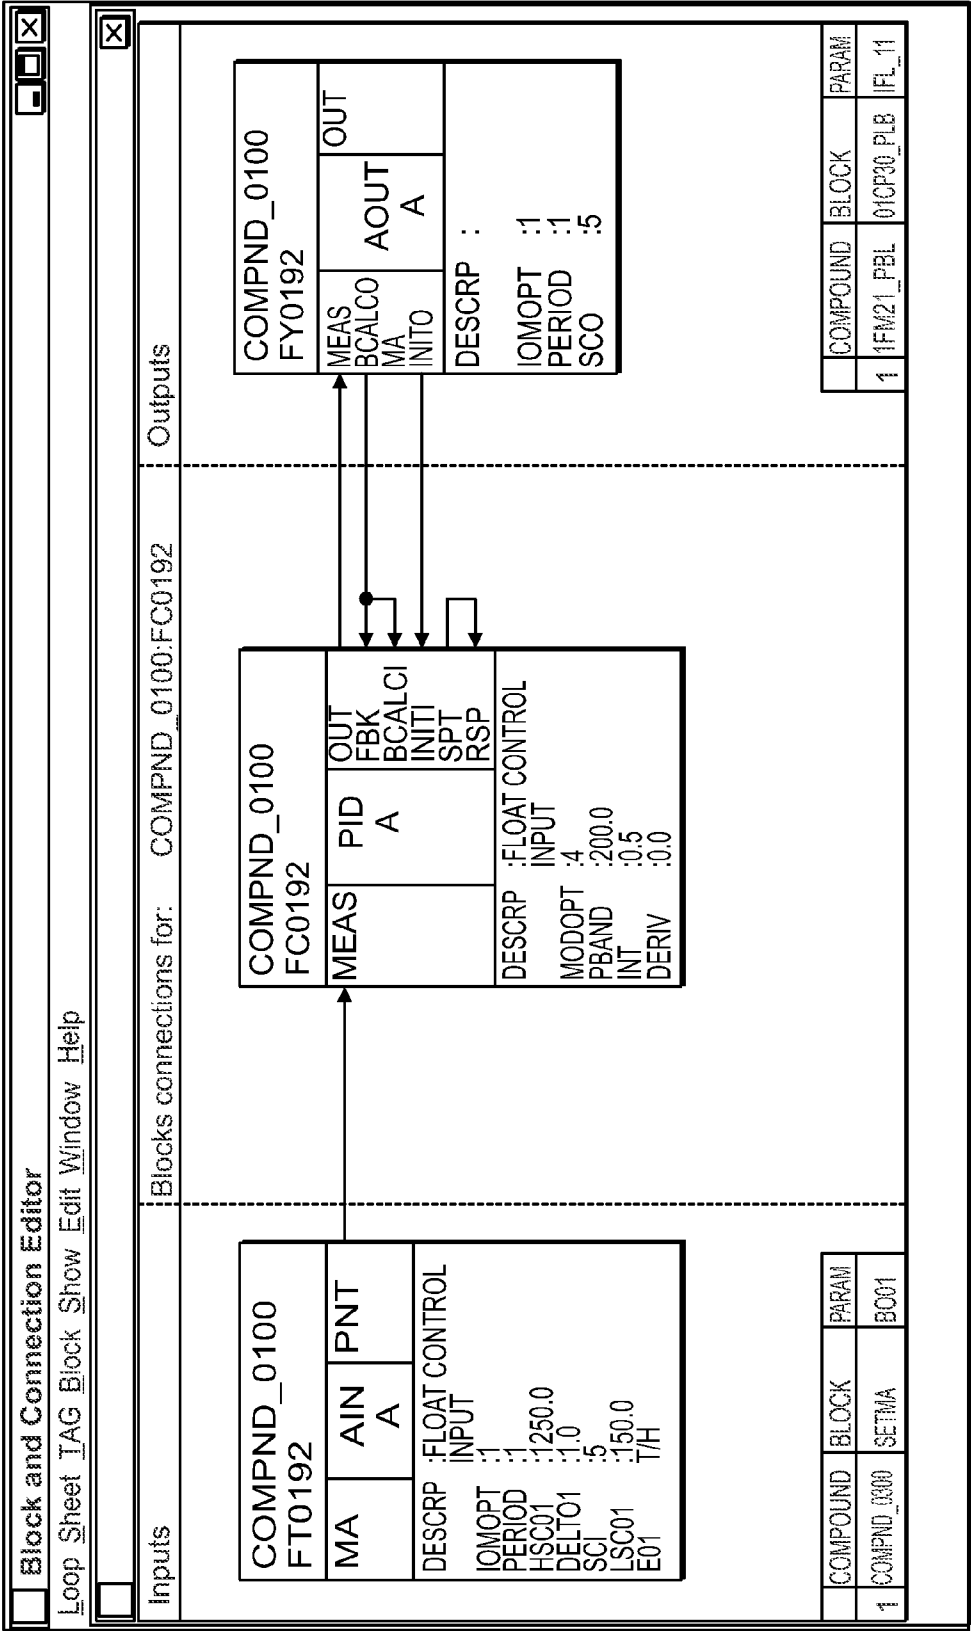 Block and Connection Editor
Loop Sheet TAG Block Show Edit Window Help
Inputs
Blocks connections for: COMPND_0100:FC0192
Outputs
COMPND_0100
FT0192
MA
AIN
A
PNT
DESCRP :FLOAT CONTROL
INPUT
IOMOPT :1
PERIOD :1
HSC01 :1250.0
DELTO1 :1.0
SCI :5
LSC01 :150.0
E01 T/H
COMPND_0100
FC0192
MEAS
PID
A
OUT
FBK
BCALCI
INITI
SPT
RSP
DESCRP :FLOAT CONTROL
INPUT
MODOPT :4
PBAND :200.0
INT :0.5
DERIV :0.0
COMPND_0100
FY0192
MEAS
BCALCO
MA
INITO
AOUT
A
OUT
DESCRP :
IOMOPT :1
PERIOD :1
SCO :5
COMPOUND BLOCK PARAM
1 COMPND_0300 SETMA BO01
COMPOUND BLOCK PARAM
1 1FM21_PBL 01CP30_PLB IFL_11